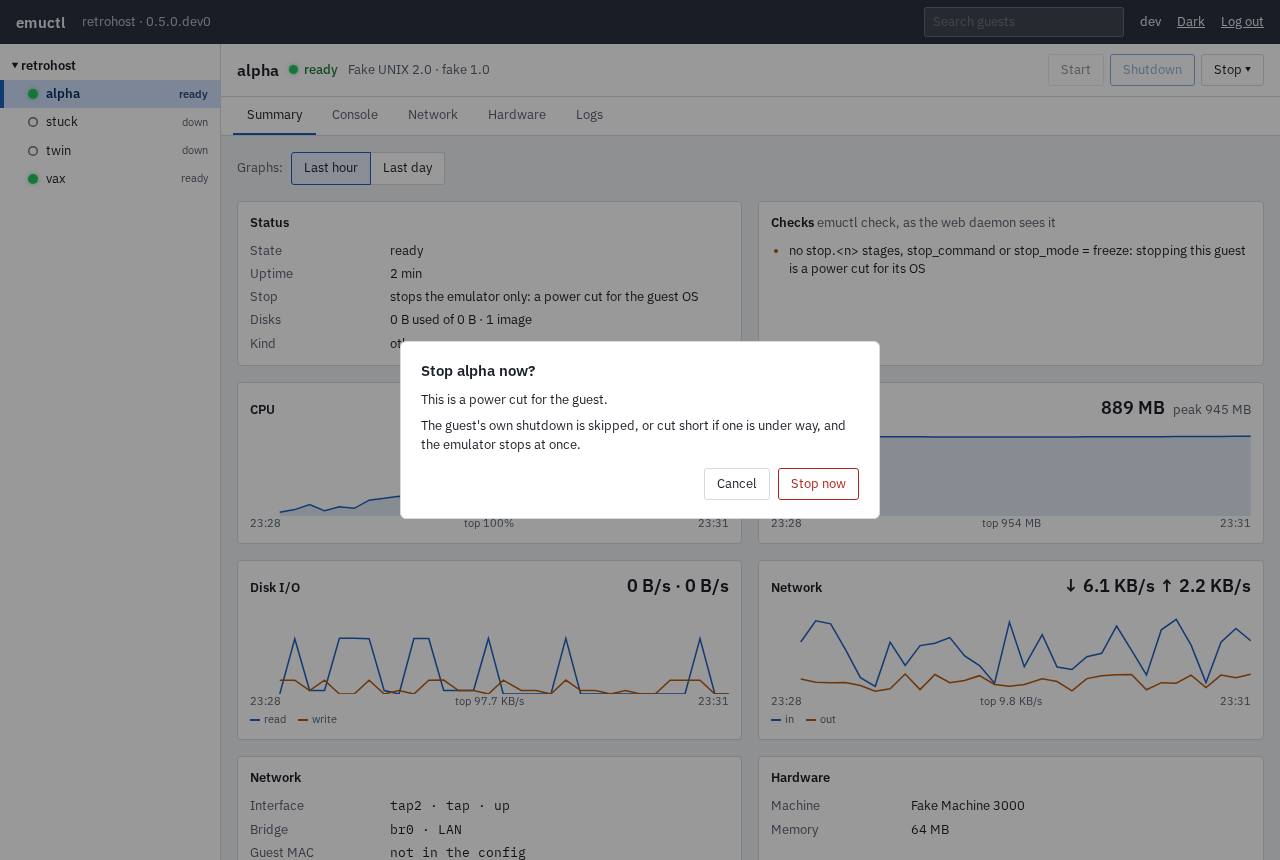 emuctl retrohost · 0.5.0.dev0 Search guests dev Dark Log out
▾ retrohost
alpha ready
stuck down
twin down
vax ready
alpha ready Fake UNIX 2.0 · fake 1.0 Start Shutdown Stop ▾
Summary Console Network Hardware Logs
Graphs: Last hour Last day
Status
State ready
Uptime 2 min
Stop stops the emulator only: a power cut for the guest OS
Disks 0 B used of 0 B · 1 image
Kind
Checks emuctl check, as the web daemon sees it
• no stop.<n> stages, stop_command or stop_mode = freeze: stopping this guest
is a power cut for its OS
Stop alpha now?
This is a power cut for the guest.
The guest's own shutdown is skipped, or cut short if one is under way, and
the emulator stops at once.
Cancel Stop now
CPU
23:28 top 100% 23:31
889 MB peak 945 MB
23:28 top 954 MB 23:31
Disk I/O 0 B/s · 0 B/s
23:28 top 97.7 KB/s 23:31
read write
Network ↓ 6.1 KB/s ↑ 2.2 KB/s
23:28 top 9.8 KB/s 23:31
in out
Network
Interface tap2 · tap · up
Bridge br0 · LAN
Guest MAC not in the config
Hardware
Machine Fake Machine 3000
Memory 64 MB